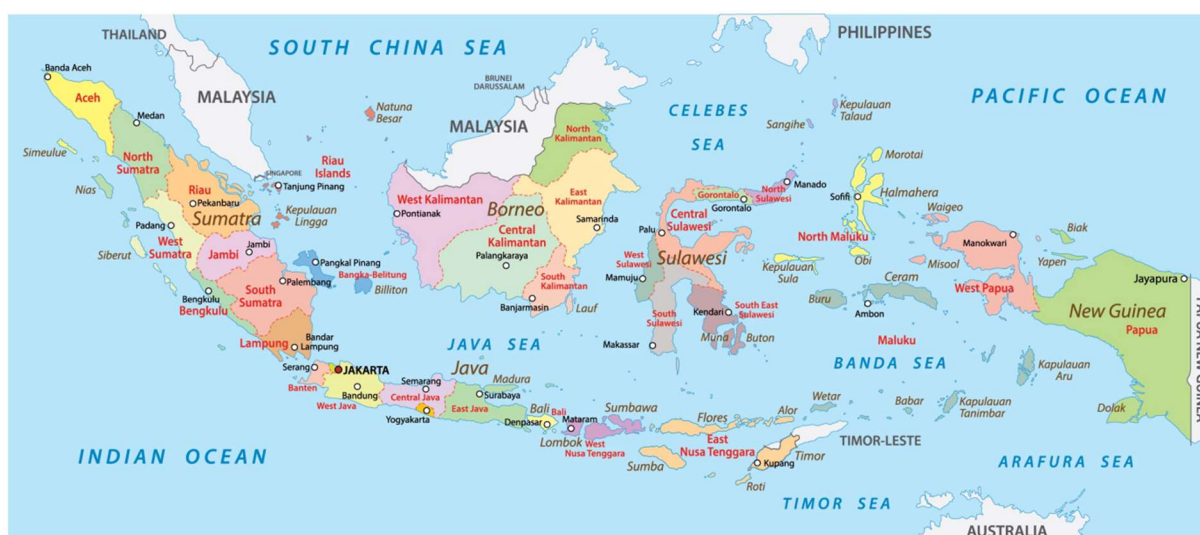 THAILAND
SOUTH CHINA SEA
PHILIPPINES
Banda Aceh
Aceh
MALAYSIA
BRUNEI
DARUSSALAM
PACIFIC OCEAN
Medan
Natuna
Besar
MALAYSIA
CELEBES
SEA
Kepulauan
Talaud
Sangihe
North
Kalimantan
Simeulue
North
Sumatra
Riau
Islands
SINGAPORE
Tanjung Pinang
Morotai
Nias
Riau
Pekanbaru
Sumatra
Kepulauan
Lingga
West Kalimantan
Pontianak
Borneo
East
Kalimantan
Samarinda
Gorontalo
Gorontalo
North
Sulawesi
Manado
Sofifi
Halmahera
Waigeo
Padang
West
Sumatra
Siberut
Jambi
Jambi
Central
Kalimantan
Palangkaraya
Palu
Central
Sulawesi
North Maluku
Manokwari
Biak
Pangkal Pinang
Bangka-Belitung
Billiton
Palembang
South
Sumatra
South
Kalimantan
West
Sulawesi
Mamuju
Sulawesi
Kepulauan
Sula
Obi
Misool
Yapen
Jayapura
Bengkulu
Bengkulu
Banjarmasin
Lauf
South
Sulawesi
Kendari
South East
Sulawesi
Buru
Ceram
Ambon
West Papua
New Guinea
Papua
Lampung
Bandar
Lampung
JAVA SEA
Makassar
Muna
Buton
Maluku
BANDA SEA
Kapulauan
Aru
Serang
JAKARTA
Banten
Bandung
West Java
Semarang
Central Java
Yogyakarta
Java
Madura
Surabaya
East Java
Bali
Bali
Denpasar
Mataram
Lombok
Sumbawa
West
Nusa Tenggara
Flores
Alor
Wetar
Babar
Kapulauan
Tanimbar
Dolak
INDIAN OCEAN
East
Nusa Tenggara
Sumba
Kupang
Timor
Roti
TIMOR-LESTE
ARAFURA SEA
TIMOR SEA
AUSTRALIA